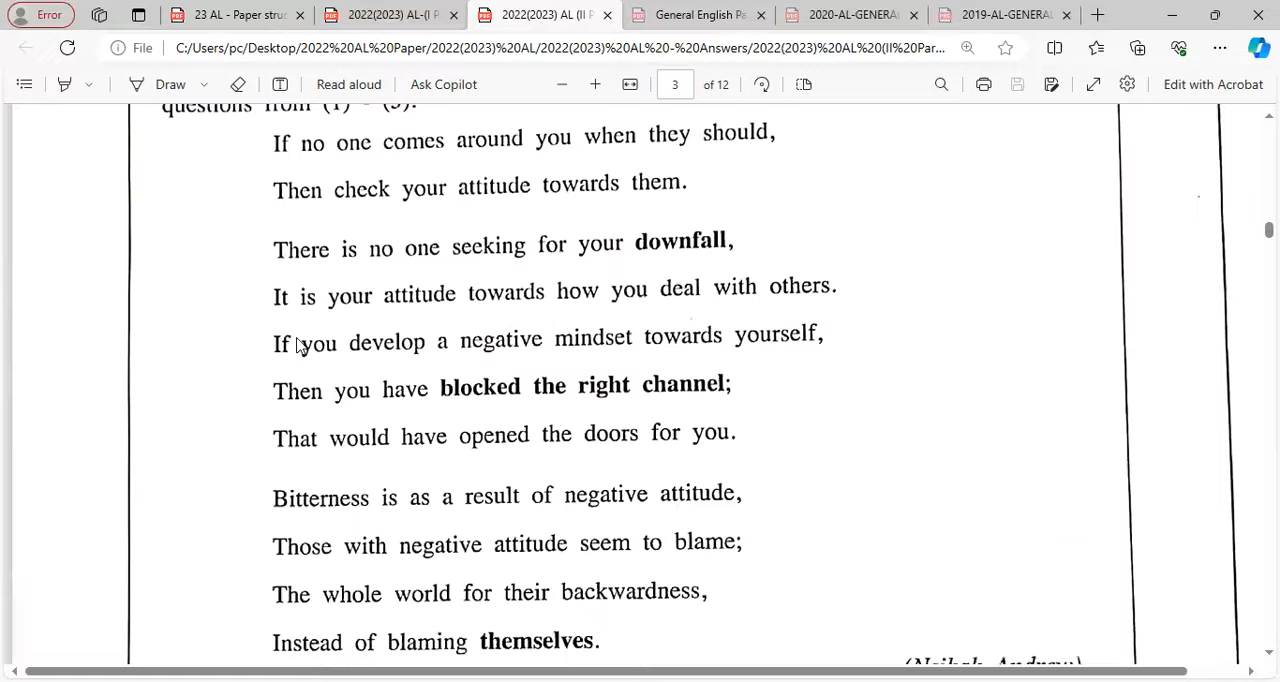 Error
23 AL - Paper struc
2022(2023) AL-(I P
2022(2023) AL (II P
General English Pa
2020-AL-GENERA
2019-AL-GENERAL
File
C:/Users/pc/Desktop/2022%20AL%20Paper/2022(2023)%20AL/2022(2023)%20AL%20-%20Answers/2022(2023)%20AL%20(II%20Par...
Draw
Read aloud
Ask Copilot
3
of 12
Edit with Acrobat
questions from (1) - (5).
If no one comes around you when they should,
Then check your attitude towards them.
There is no one seeking for your downfall,
It is your attitude towards how you deal with others.
If you develop a negative mindset towards yourself,
Then you have blocked the right channel;
That would have opened the doors for you.
Bitterness is as a result of negative attitude,
Those with negative attitude seem to blame;
The whole world for their backwardness,
Instead of blaming themselves.